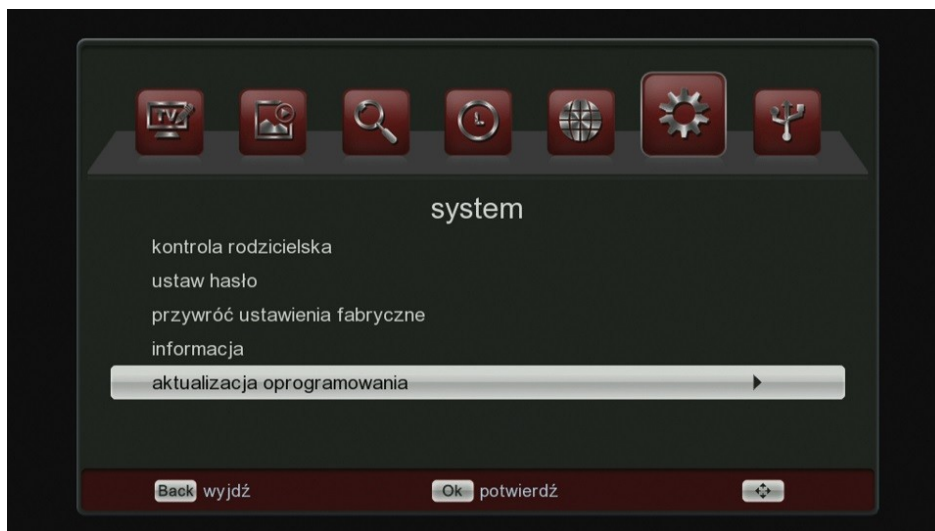 TV
system
kontrola rodzicielska
ustaw hasło
przywróć ustawienia fabryczne
informacja
aktualizacja oprogramowania
Back wyjdź Ok potwierdź